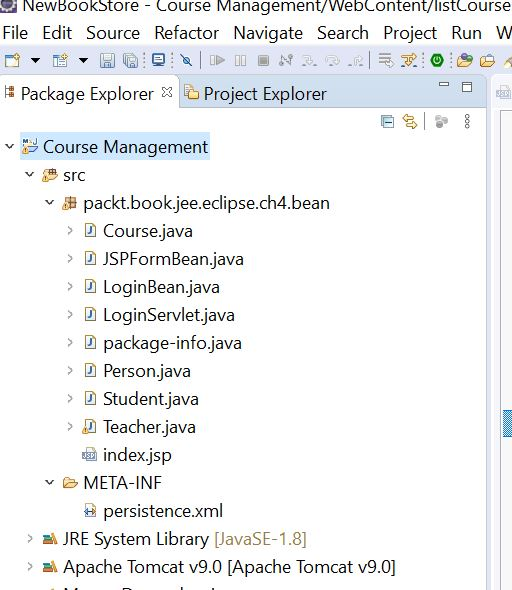 NewBookStore - Course Management/WebContent/listCourse
File Edit Source Refactor Navigate Search Project Run W
Package Explorer Project Explorer
Course Management
src
packt.book.jee.eclipse.ch4.bean
Course.java
JSPFormBean.java
LoginBean.java
LoginServlet.java
package-info.java
Person.java
Student.java
Teacher.java
index.jsp
META-INF
persistence.xml
JRE System Library [JavaSE-1.8]
Apache Tomcat v9.0 [Apache Tomcat v9.0]